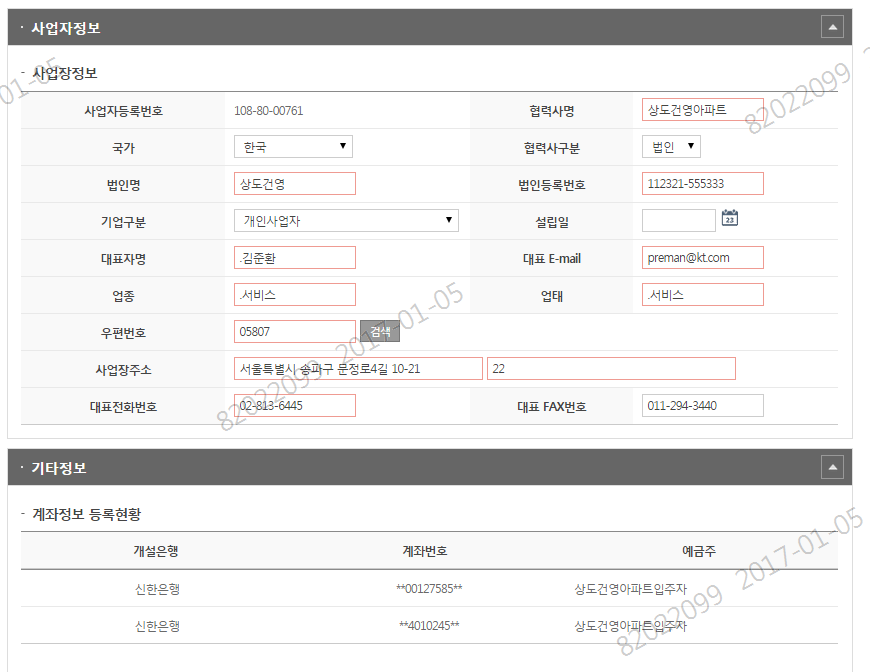 · 사업자정보
- 사업장정보
사업자등록번호 108-80-00761 협력사명 상도건영아파트
국가 한국 협력사구분 법인
법인명 상도건영 법인등록번호 112321-555333
기업구분 개인사업자 설립일 23
대표자명 .김준환 대표 E-mail preman@kt.com
업종 .서비스 업태 .서비스
우편번호 05807 검색
사업장주소 서울특별시 송파구 문정로4길 10-21 22
대표전화번호 02-813-6445 대표 FAX번호 011-294-3440
· 기타정보
- 계좌정보 등록현황
개설은행 계좌번호 예금주
신한은행 **00127585** 상도건영아파트입주자
신한은행 **4010245** 상도건영아파트입주자
01-05
82022099
82022099 2017-01-05
82022099 2017-01-05